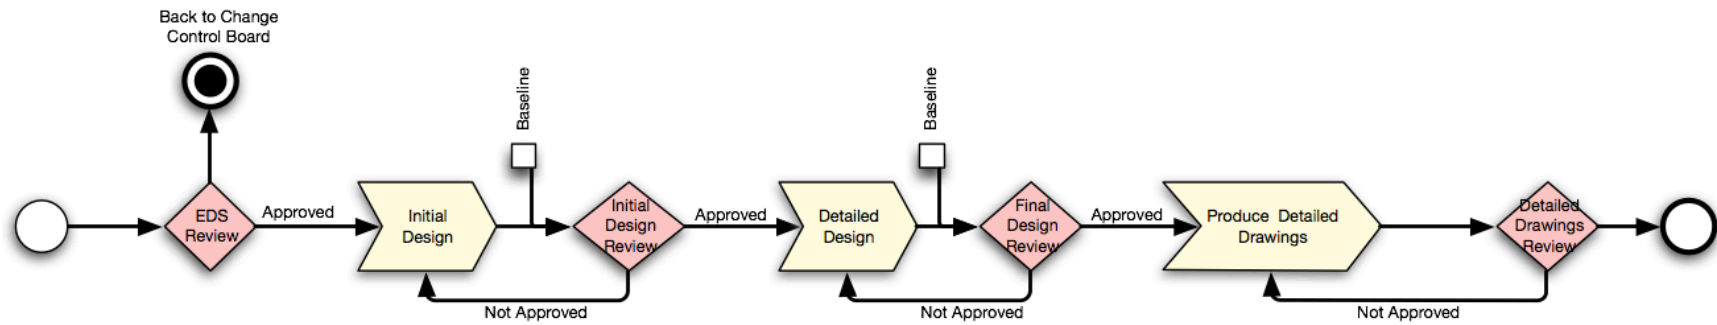 Back to Change
Control Board
Baseline
Baseline
EDS
Review
Approved
Initial
Design
Initial
Design
Review
Approved
Detailed
Design
Final
Design
Review
Approved
Produce Detailed
Drawings
Detailed
Drawings
Review
Not Approved
Not Approved
Not Approved